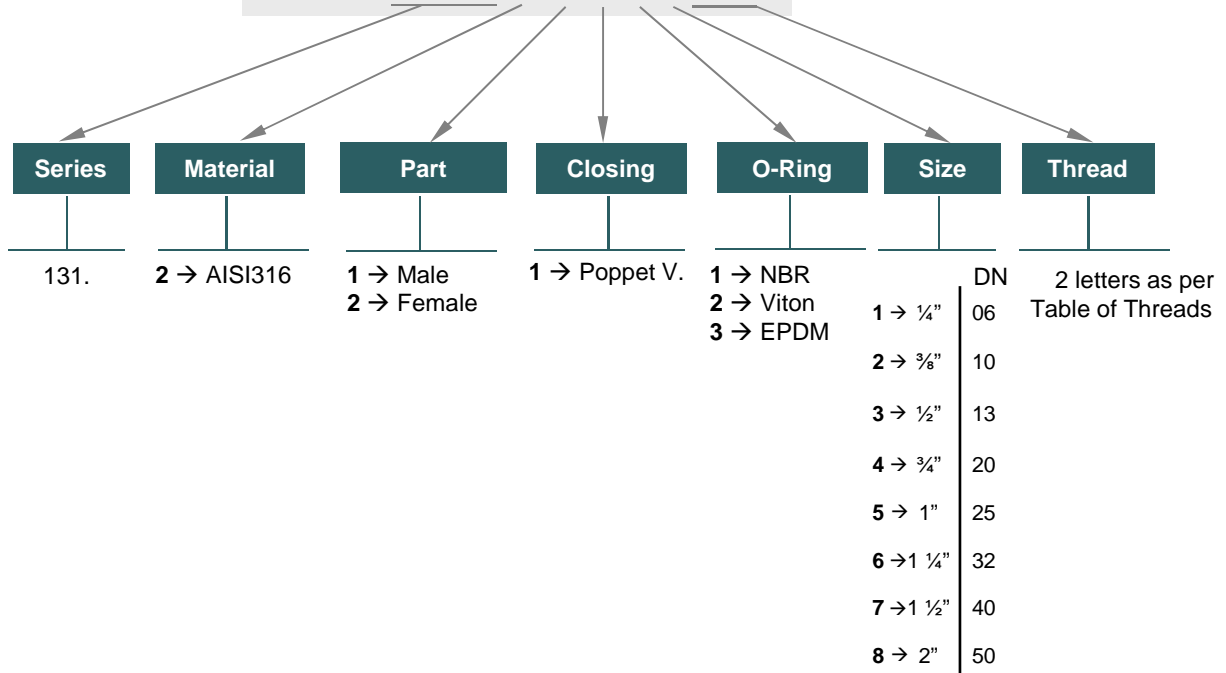 Series Material Part Closing O-Ring Size Thread
131.
2 → AISI316
1 → Male
2 → Female
1 → Poppet V.
1 → NBR
2 → Viton
3 → EPDM
DN
1 → ¼” 06
2 → ⅜” 10
3 → ½” 13
4 → ¾” 20
5 → 1” 25
6 →1 ¼” 32
7 →1 ½” 40
8 → 2” 50
2 letters as per
Table of Threads